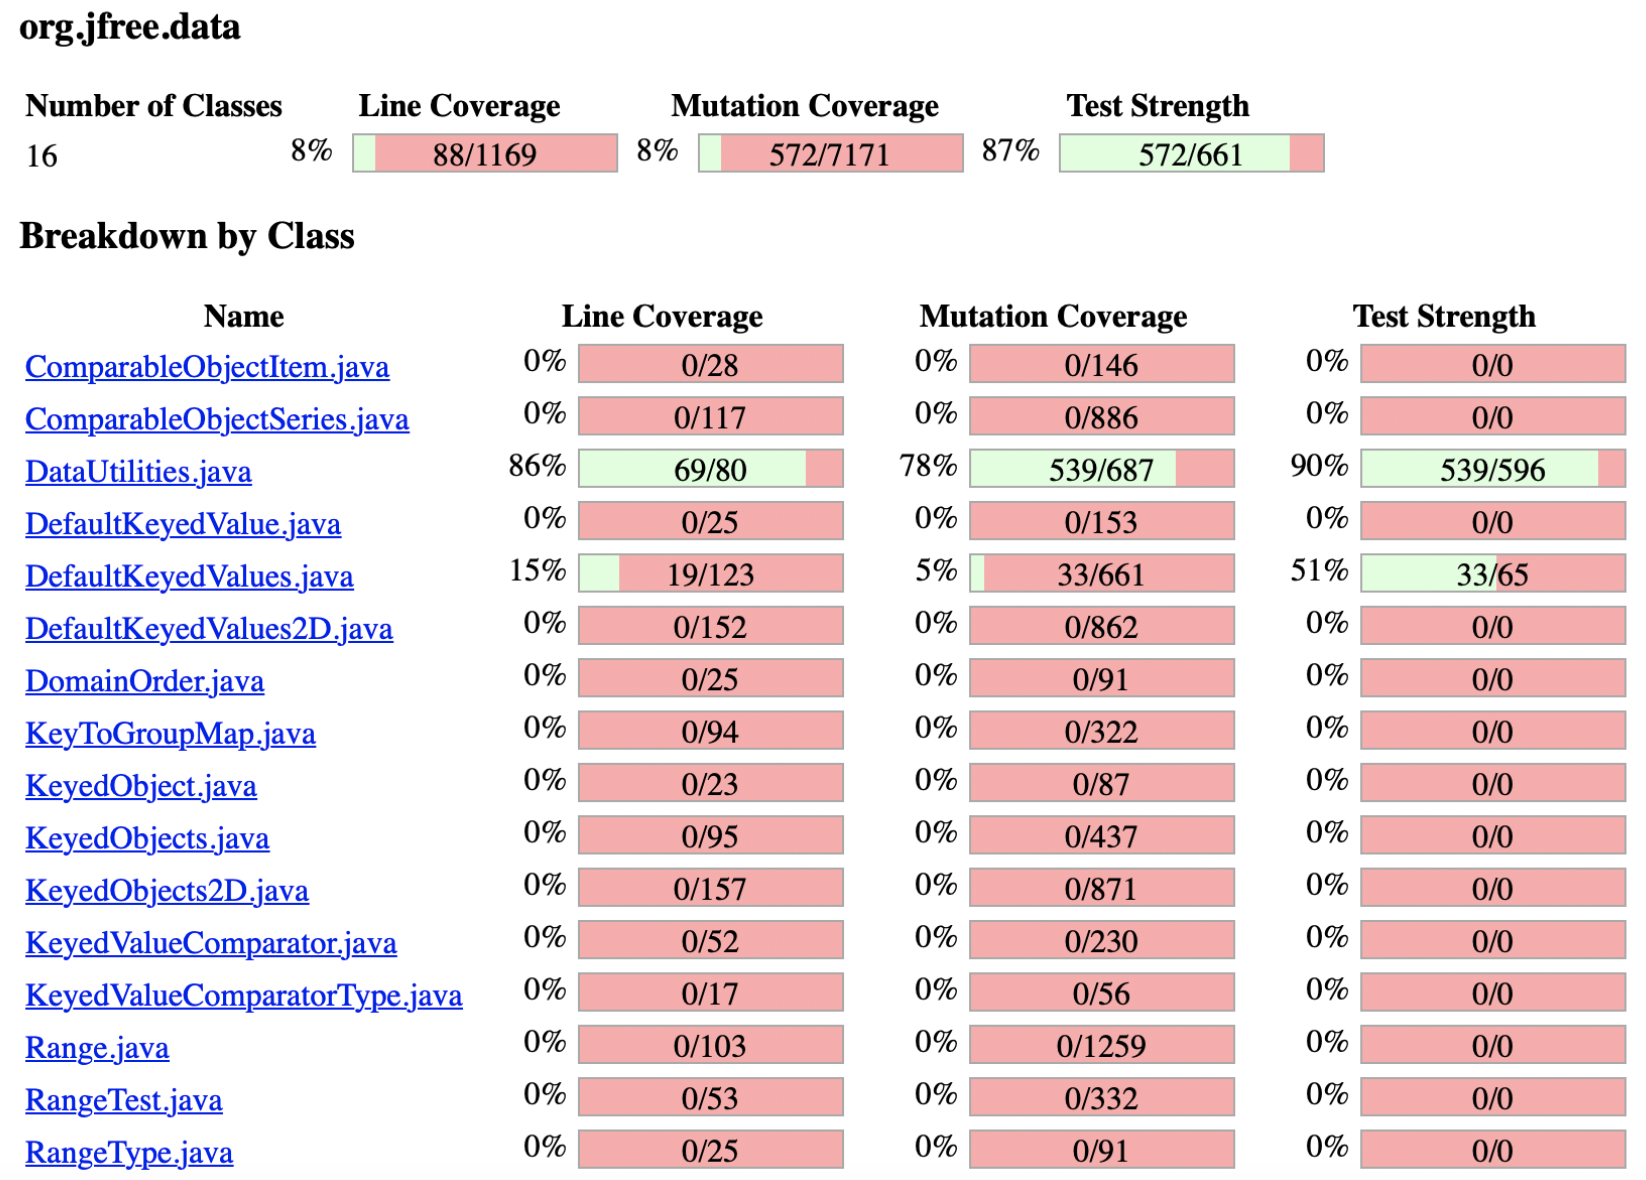 org.jfree.data
Number of Classes Line Coverage Mutation Coverage Test Strength
16 8% 88/1169 8% 572/7171 87% 572/661
Breakdown by Class
Name Line Coverage Mutation Coverage Test Strength
ComparableObjectItem.java 0% 0/28 0% 0/146 0% 0/0
ComparableObjectSeries.java 0% 0/117 0% 0/886 0% 0/0
DataUtilities.java 86% 69/80 78% 539/687 90% 539/596
DefaultKeyedValue.java 0% 0/25 0% 0/153 0% 0/0
DefaultKeyedValues.java 15% 19/123 5% 33/661 51% 33/65
DefaultKeyedValues2D.java 0% 0/152 0% 0/862 0% 0/0
DomainOrder.java 0% 0/25 0% 0/91 0% 0/0
KeyToGroupMap.java 0% 0/94 0% 0/322 0% 0/0
KeyedObject.java 0% 0/23 0% 0/87 0% 0/0
KeyedObjects.java 0% 0/95 0% 0/437 0% 0/0
KeyedObjects2D.java 0% 0/157 0% 0/871 0% 0/0
KeyedValueComparator.java 0% 0/52 0% 0/230 0% 0/0
KeyedValueComparatorType.java 0% 0/17 0% 0/56 0% 0/0
Range.java 0% 0/103 0% 0/1259 0% 0/0
RangeTest.java 0% 0/53 0% 0/332 0% 0/0
RangeType.java 0% 0/25 0% 0/91 0% 0/0